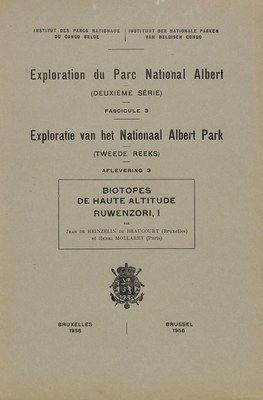 INSTITUT DES PARCS NATIONAUX
DU CONGO BELGE
INSTITUUT DER NATIONALE PARKEN
VAN BELGISCH CONGO
Exploration du Parc National Albert
(DEUXIÈME SÉRIE)
FASCICULE 3
Exploratie van het Nationaal Albert Park
(TWEEDE REEKS)
AFLEVERING 3
BIOTOPES
DE HAUTE ALTITUDE
RUWENZORI, I
PAR
JEAN DE HEINZELIN DE BRAUCOURT (Bruxelles)
et HENRI MOLLARET (Paris)
BRUXELLES
1956
BRUSSEL
1956